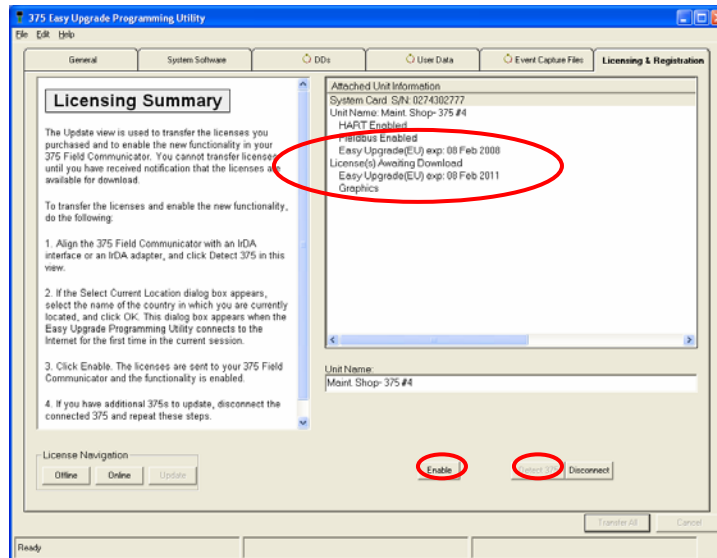 375 Easy Upgrade Programming Utility
File Edit Help
General
System Software
DDs
User Data
Event Capture Files
Licensing & Registration
Licensing Summary
The Update view is used to transfer the licenses you
purchased and to enable the new functionality in your
375 Field Communicator. You cannot transfer licenses
until you have received notification that the licenses are
available for download.
To transfer the licenses and enable the new functionality,
do the following:
1. Align the 375 Field Communicator with an IrDA
interface or an IrDA adapter, and click Detect 375 in this
view.
2. If the Select Current Location dialog box appears,
select the name of the country in which you are currently
located, and click OK. This dialog box appears when the
Easy Upgrade Programming Utility connects to the
Internet for the first time in the current session.
3. Click Enable. The licenses are sent to your 375 Field
Communicator and the functionality is enabled.
4. If you have additional 375s to update, disconnect the
connected 375 and repeat these steps.
Attached Unit Information
System Card S/N: 0274302777
Unit Name: Maint. Shop- 375 #4
HART Enabled
Fieldbus Enabled
Easy Upgrade(EU) exp: 08 Feb 2008
License(s) Awaiting Download
Easy Upgrade(EU) exp: 08 Feb 2011
Graphics
Unit Name:
Maint. Shop- 375 #4
License Navigation
Offline
Online
Update
Enable
Detect 375
Disconnect
Transfer All
Cancel
Ready